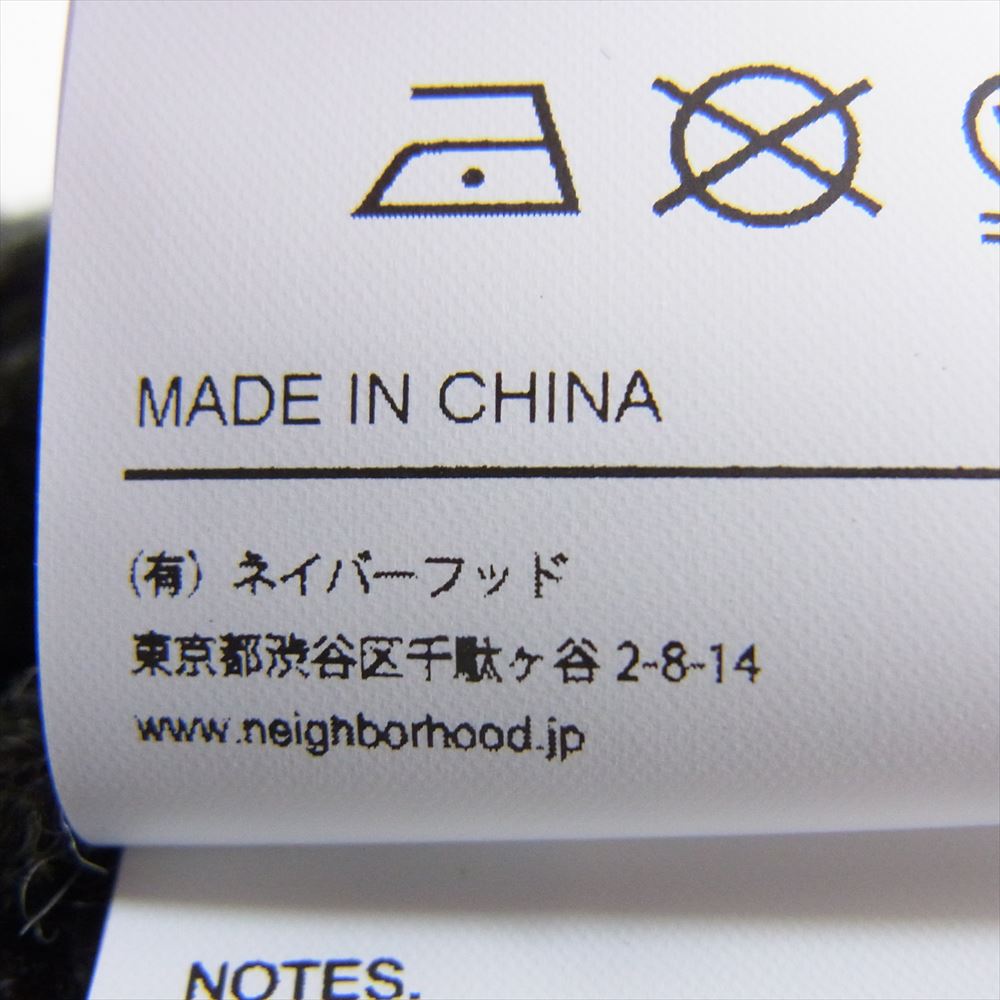 MADE IN CHINA
(有) ネイバーフッド
東京都渋谷区千駄ヶ谷 2-8-14
www.neighborhood.jp
NOTES.